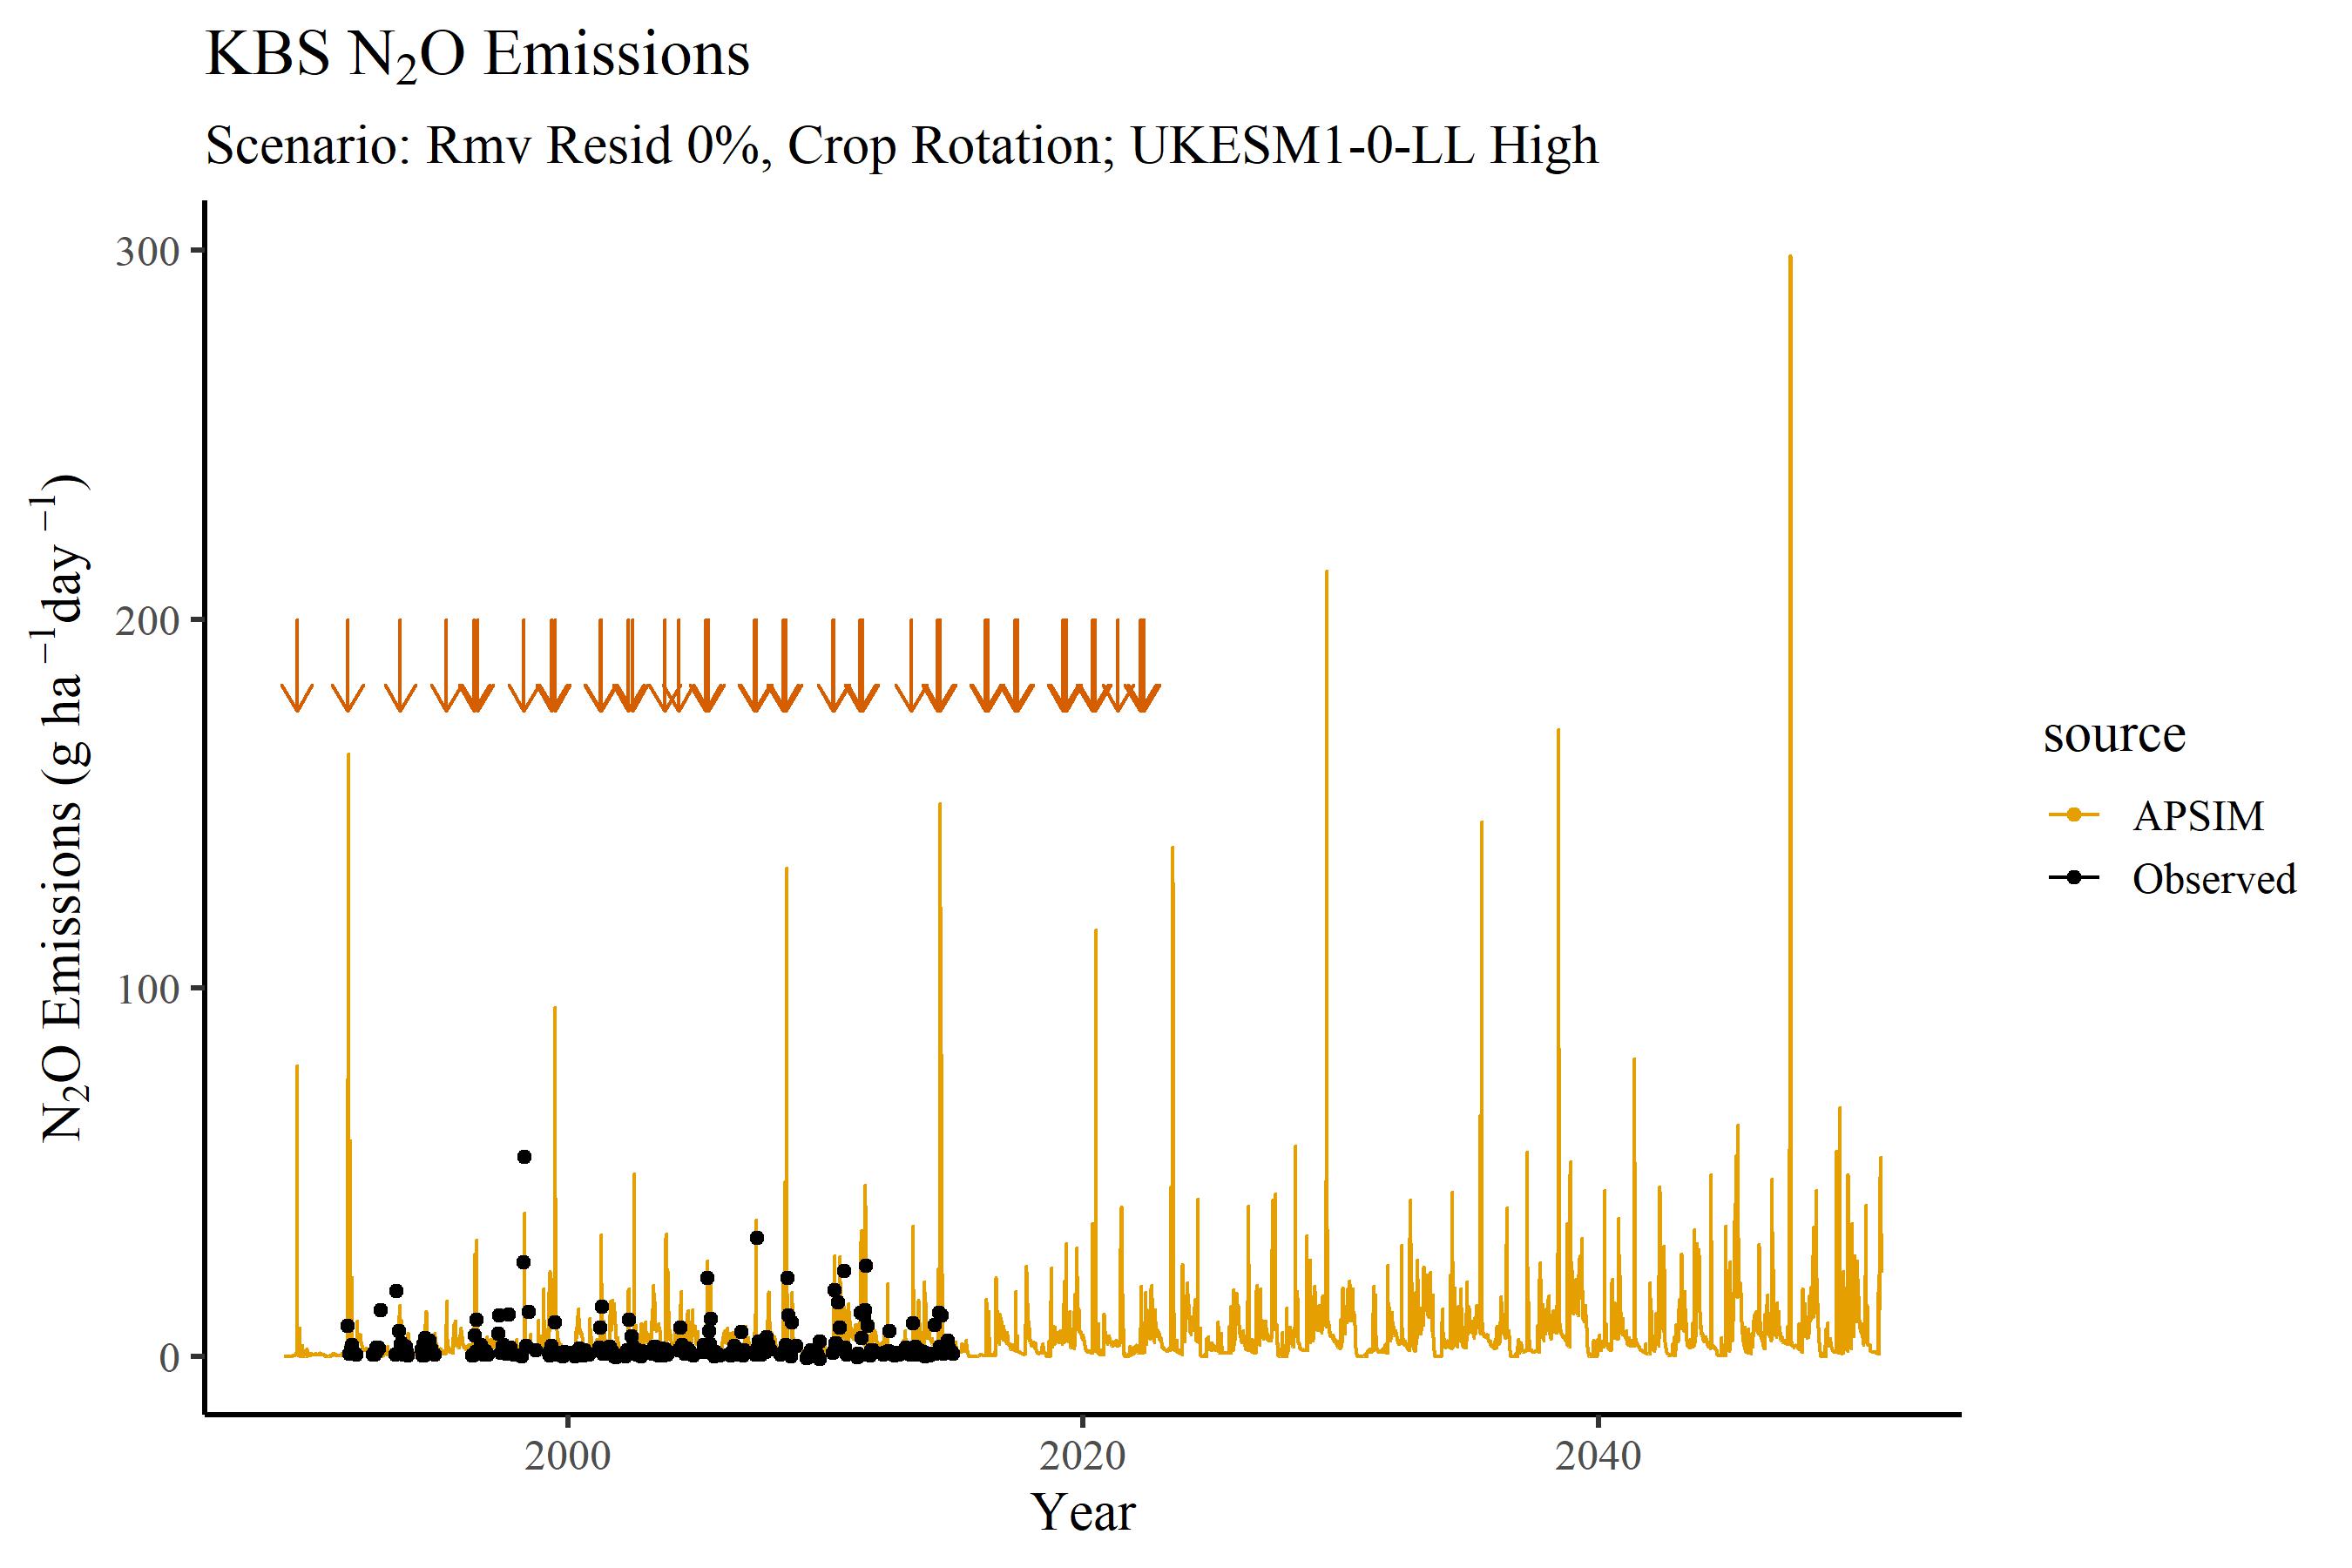 KBS N₂O Emissions
Scenario: Rmv Resid 0%, Crop Rotation; UKESM1-0-LL High
N₂O Emissions (g ha⁻¹day⁻¹)
300
200
100
0
2000 2020 2040
Year
source
APSIM
Observed